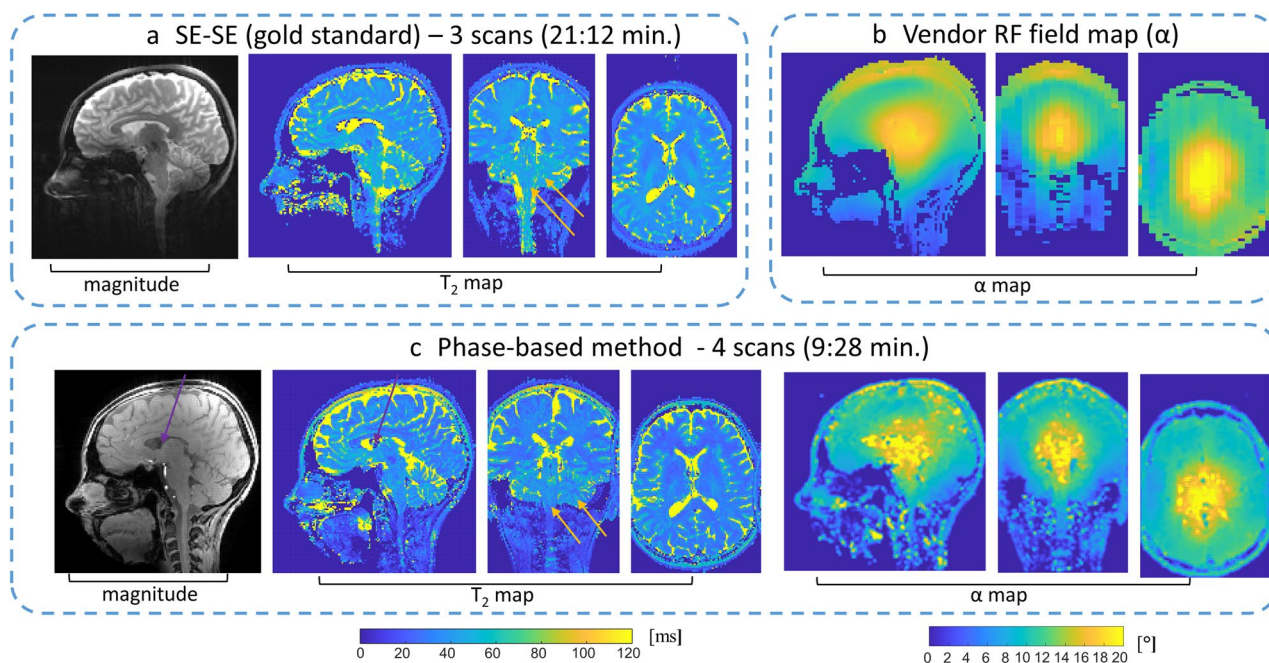 a SE-SE (gold standard) – 3 scans (21:12 min.)
magnitude
T2 map
b Vendor RF field map (α)
α map
c Phase-based method - 4 scans (9:28 min.)
magnitude
T2 map
α map
0 20 40 60 80 100 120 [ms]
0 2 4 6 8 10 12 14 16 18 20 [°]